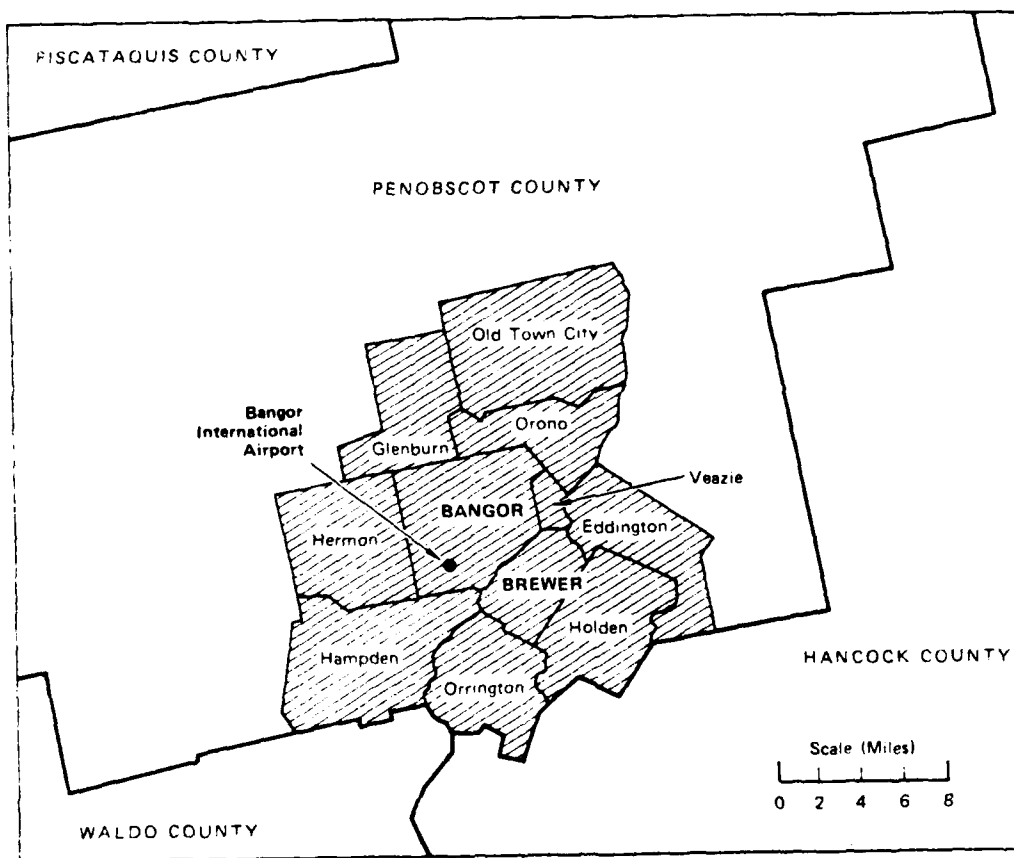 PISCATAQUIS COUNTY
PENOBSCOT COUNTY
Old Town City
Bangor
International
Airport
Orono
Glenburn
Veazie
BANGOR
Eddington
Hermon
BREWER
Holden
Hampden
Orrington
HANCOCK COUNTY
Scale (Miles)
0 2 4 6 8
WALDO COUNTY